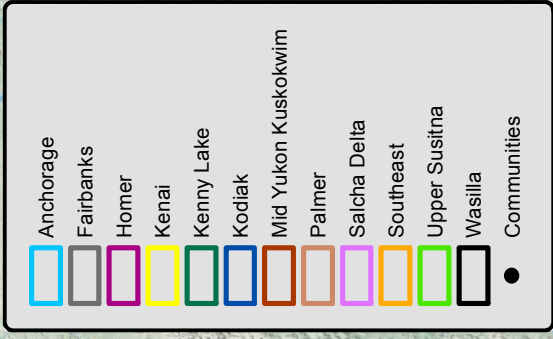 Anchorage
Fairbanks
Homer
Kenai
Kenny Lake
Kodiak
Mid Yukon Kuskokwim
Palmer
Salcha Delta
Southeast
Upper Susitna
Wasilla
Communities